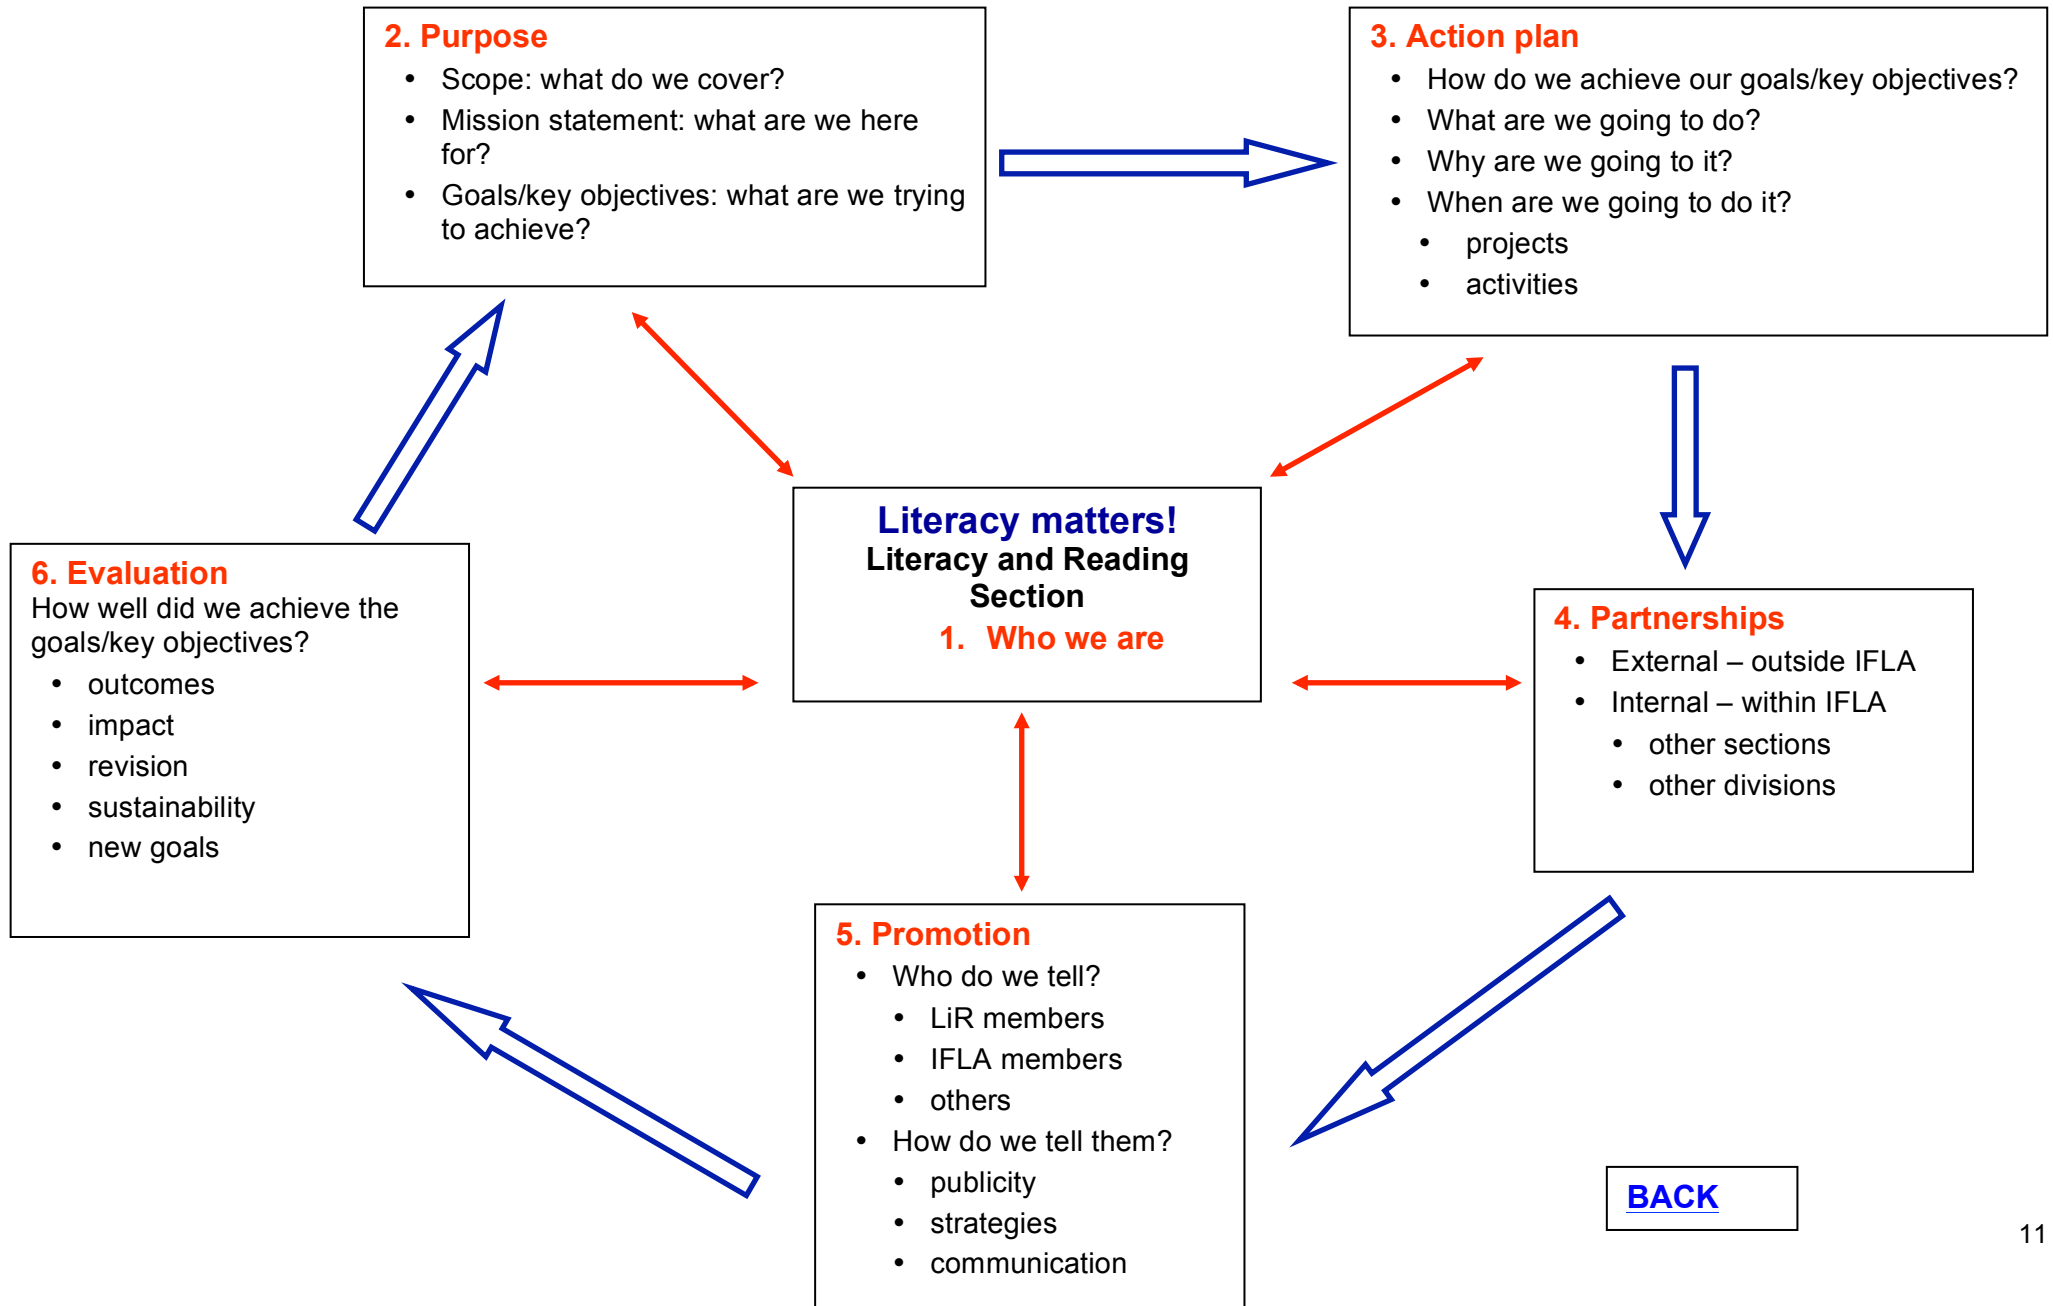 2. Purpose
• Scope: what do we cover?
• Mission statement: what are we here
for?
• Goals/key objectives: what are we trying
to achieve?
3. Action plan
• How do we achieve our goals/key objectives?
• What are we going to do?
• Why are we going to it?
• When are we going to do it?
• projects
• activities
Literacy matters!
Literacy and Reading
Section
1. Who we are
4. Partnerships
• External – outside IFLA
• Internal – within IFLA
• other sections
• other divisions
5. Promotion
• Who do we tell?
• LiR members
• IFLA members
• others
• How do we tell them?
• publicity
• strategies
• communication
6. Evaluation
How well did we achieve the
goals/key objectives?
• outcomes
• impact
• revision
• sustainability
• new goals
BACK
11